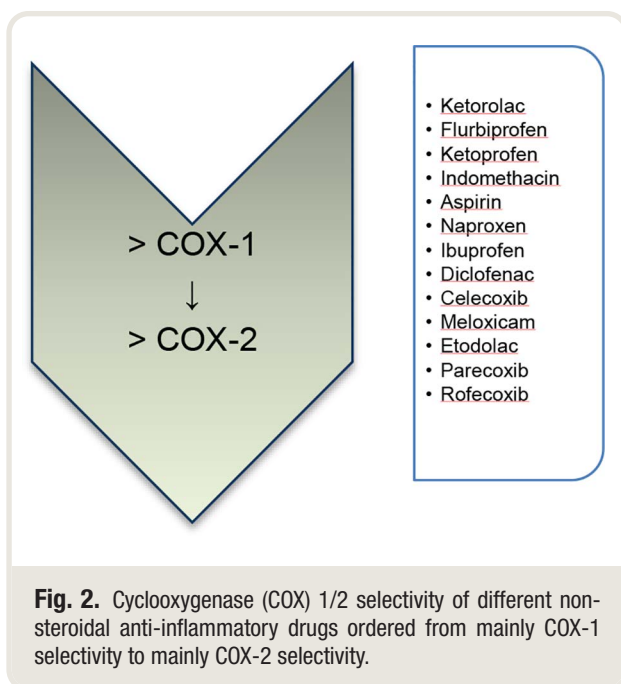 > COX-1
↓
> COX-2
• Ketorolac
• Flurbiprofen
• Ketoprofen
• Indomethacin
• Aspirin
• Naproxen
• Ibuprofen
• Diclofenac
• Celecoxib
• Meloxicam
• Etodolac
• Parecoxib
• Rofecoxib
Fig. 2. Cyclooxygenase (COX) 1/2 selectivity of different non-
steroidal anti-inflammatory drugs ordered from mainly COX-1
selectivity to mainly COX-2 selectivity.